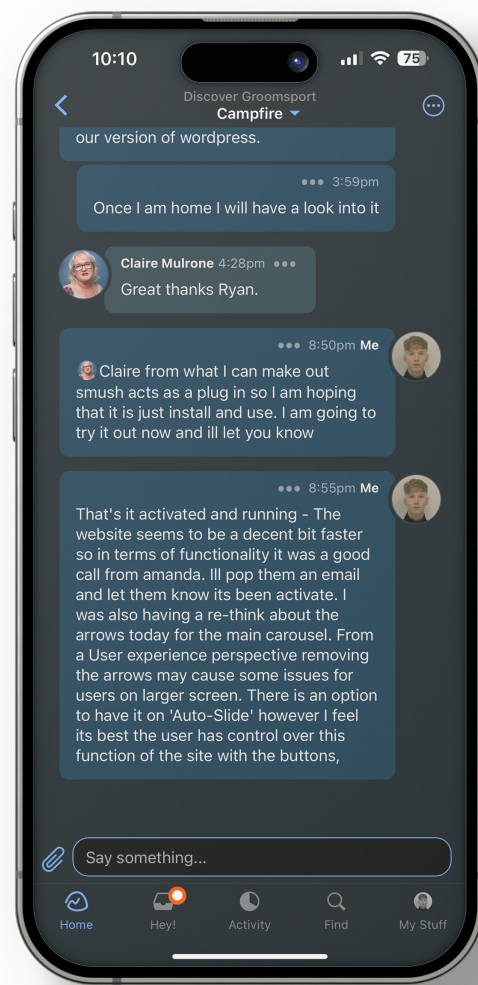 10:10
75
Discover Groomsport
Campfire
our version of wordpress.
3:59pm
Once I am home I will have a look into it
Claire Mulrone 4:28pm
Great thanks Ryan.
8:50pm Me
Claire from what I can make out
smush acts as a plug in so I am hoping
that it is just install and use. I am going to
try it out now and ill let you know
8:55pm Me
That's it activated and running - The
website seems to be a decent bit faster
so in terms of functionality it was a good
call from amanda. Ill pop them an email
and let them know its been activate. I
was also having a re-think about the
arrows today for the main carousel. From
a User experience perspective removing
the arrows may cause some issues for
users on larger screen. There is an option
to have it on 'Auto-Slide' however I feel
its best the user has control over this
function of the site with the buttons,
Say something...
Home
Hey!
Activity
Find
My Stuff